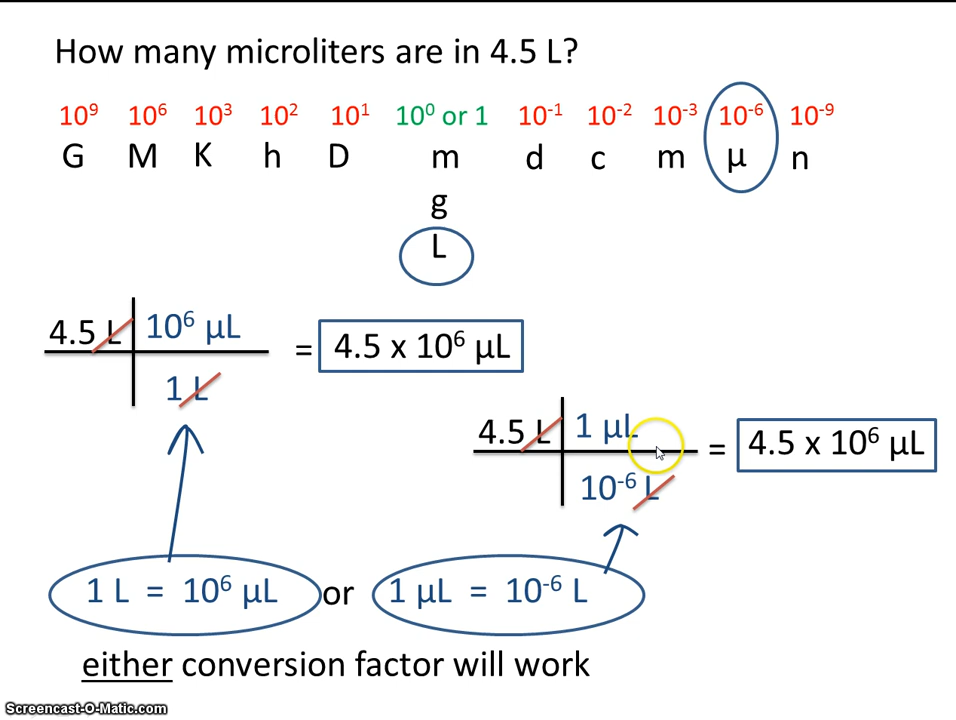 How many microliters are in 4.5 L?
10⁹ 10⁶ 10³ 10² 10¹ 10⁰ or 1 10⁻¹ 10⁻² 10⁻³ 10⁻⁶ 10⁻⁹
G M K h D m d c m µ n
g
L
4.5 L 10⁶ µL = 4.5 x 10⁶ µL
1 L
4.5 L 1 µL = 4.5 x 10⁶ µL
10⁻⁶ L
1 L = 10⁶ µL or 1 µL = 10⁻⁶ L
either conversion factor will work
Screencast-O-Matic.com